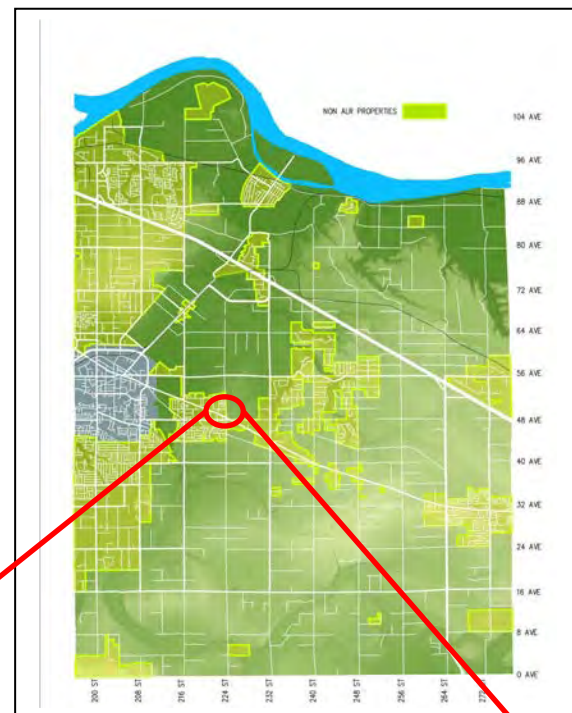 NON ALR PROPERTIES
104 AVE
96 AVE
88 AVE
80 AVE
72 AVE
64 AVE
56 AVE
48 AVE
40 AVE
32 AVE
24 AVE
16 AVE
8 AVE
0 AVE
200 ST
208 ST
216 ST
224 ST
232 ST
240 ST
248 ST
256 ST
264 ST